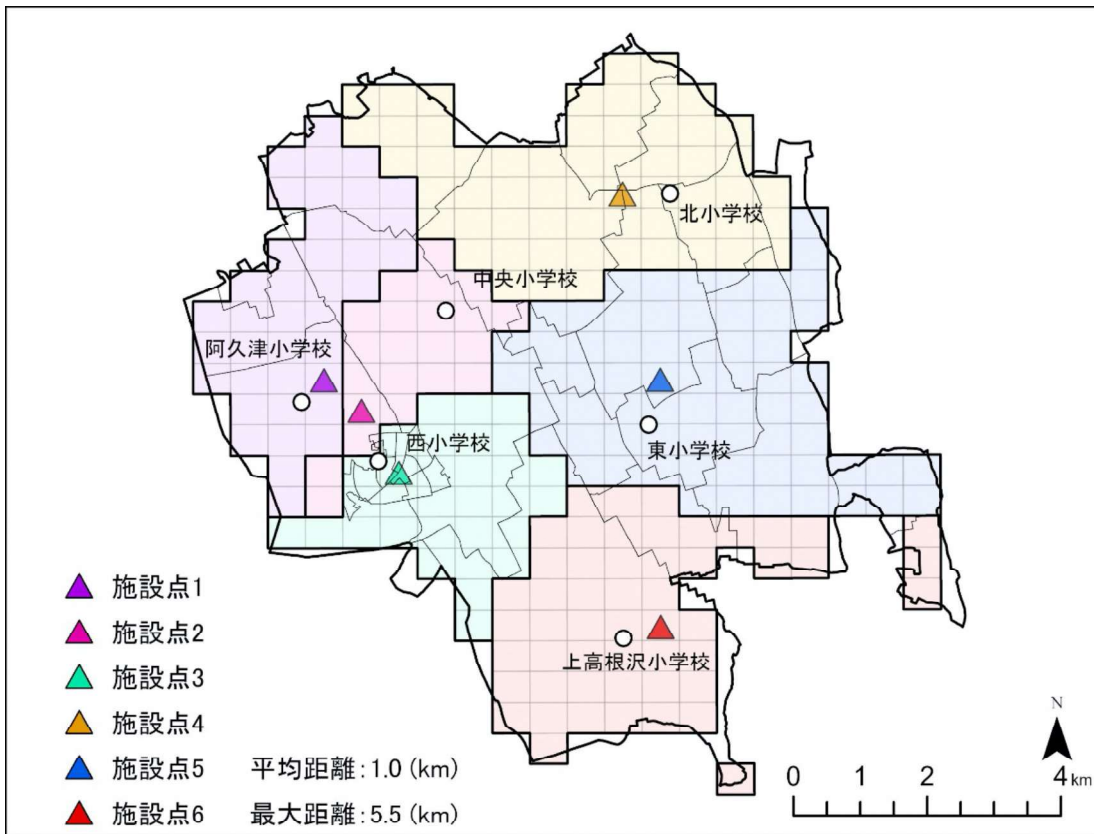 北小学校
中央小学校
阿久津小学校
西小学校
東小学校
上高根沢小学校
施設点1
施設点2
施設点3
施設点4
施設点5 平均距離:1.0 (km)
施設点6 最大距離:5.5 (km)
N
0 1 2 4 km